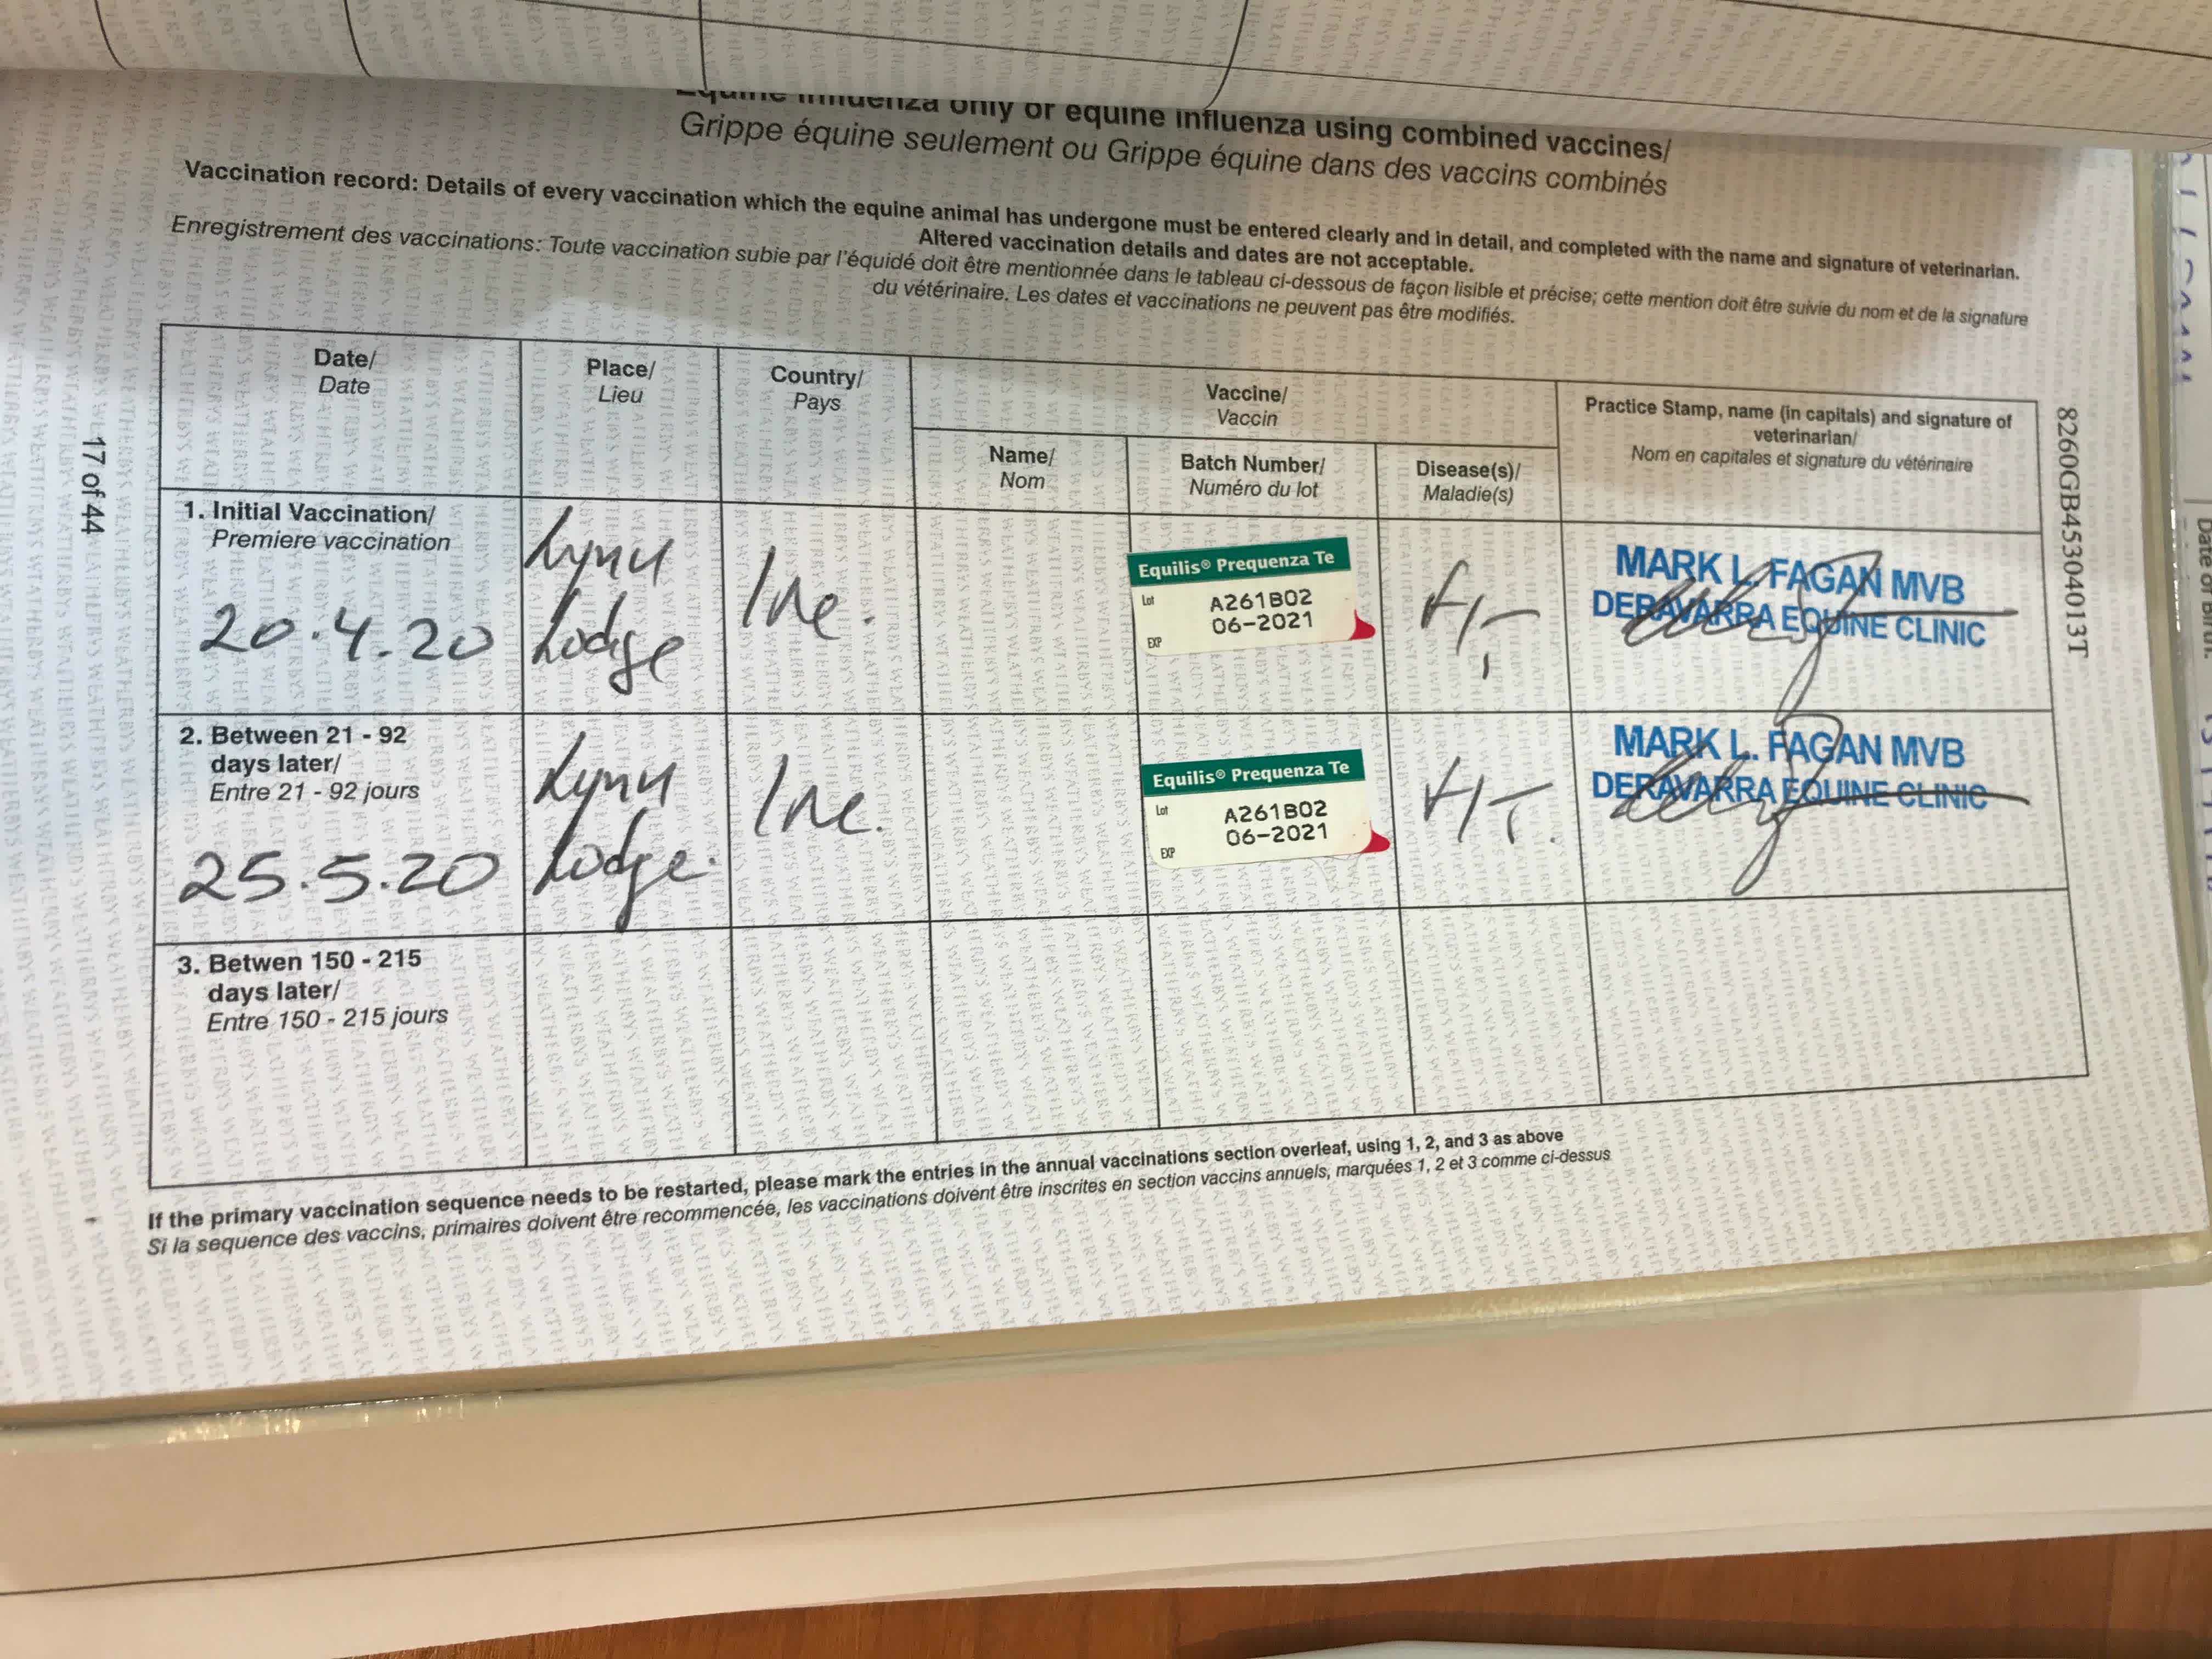 Equine influenza only or equine influenza using combined vaccines/
Grippe équine seulement ou Grippe équine dans des vaccins combinés
Vaccination record: Details of every vaccination which the equine animal has undergone must be entered clearly and in detail, and completed with the name and signature of veterinarian.
Altered vaccination details and dates are not acceptable.
Enregistrement des vaccinations: Toute vaccination subie par l'équidé doit être mentionnée dans le tableau ci-dessous de façon lisible et précise; cette mention doit être suivie du nom et de la signature
du vétérinaire. Les dates et vaccinations ne peuvent pas être modifiés.
Date/
Date
Place/
Lieu
Country/
Pays
Vaccine/
Vaccin
Name/
Nom
Batch Number/
Numéro du lot
Disease(s)/
Maladie(s)
Practice Stamp, name (in capitals) and signature of
veterinarian/
Nom en capitales et signature du vétérinaire
1. Initial Vaccination/
Premiere vaccination
20.4.20
Lynn
Lodge
Ire.
Equilis® Prequenza Te
Lot A261B02
EXP 06-2021
MARK L. FAGAN MVB
DERAVARRA EQUINE CLINIC
2. Between 21 - 92
days later/
Entre 21 - 92 jours
25.5.20
Lynn
Lodge.
Ire.
Equilis® Prequenza Te
Lot A261B02
EXP 06-2021
MARK L. FAGAN MVB
DERAVARRA EQUINE CLINIC
3. Betwen 150 - 215
days later/
Entre 150 - 215 jours
If the primary vaccination sequence needs to be restarted, please mark the entries in the annual vaccinations section overleaf, using 1, 2, and 3 as above
Si la sequence des vaccins, primaires doivent être recommencée, les vaccinations doivent être inscrites en section vaccins annuels, marquées 1, 2 et 3 comme ci-dessus
17 of 44
8260GB45304013T
Date of Birth:
WEATHERBYS